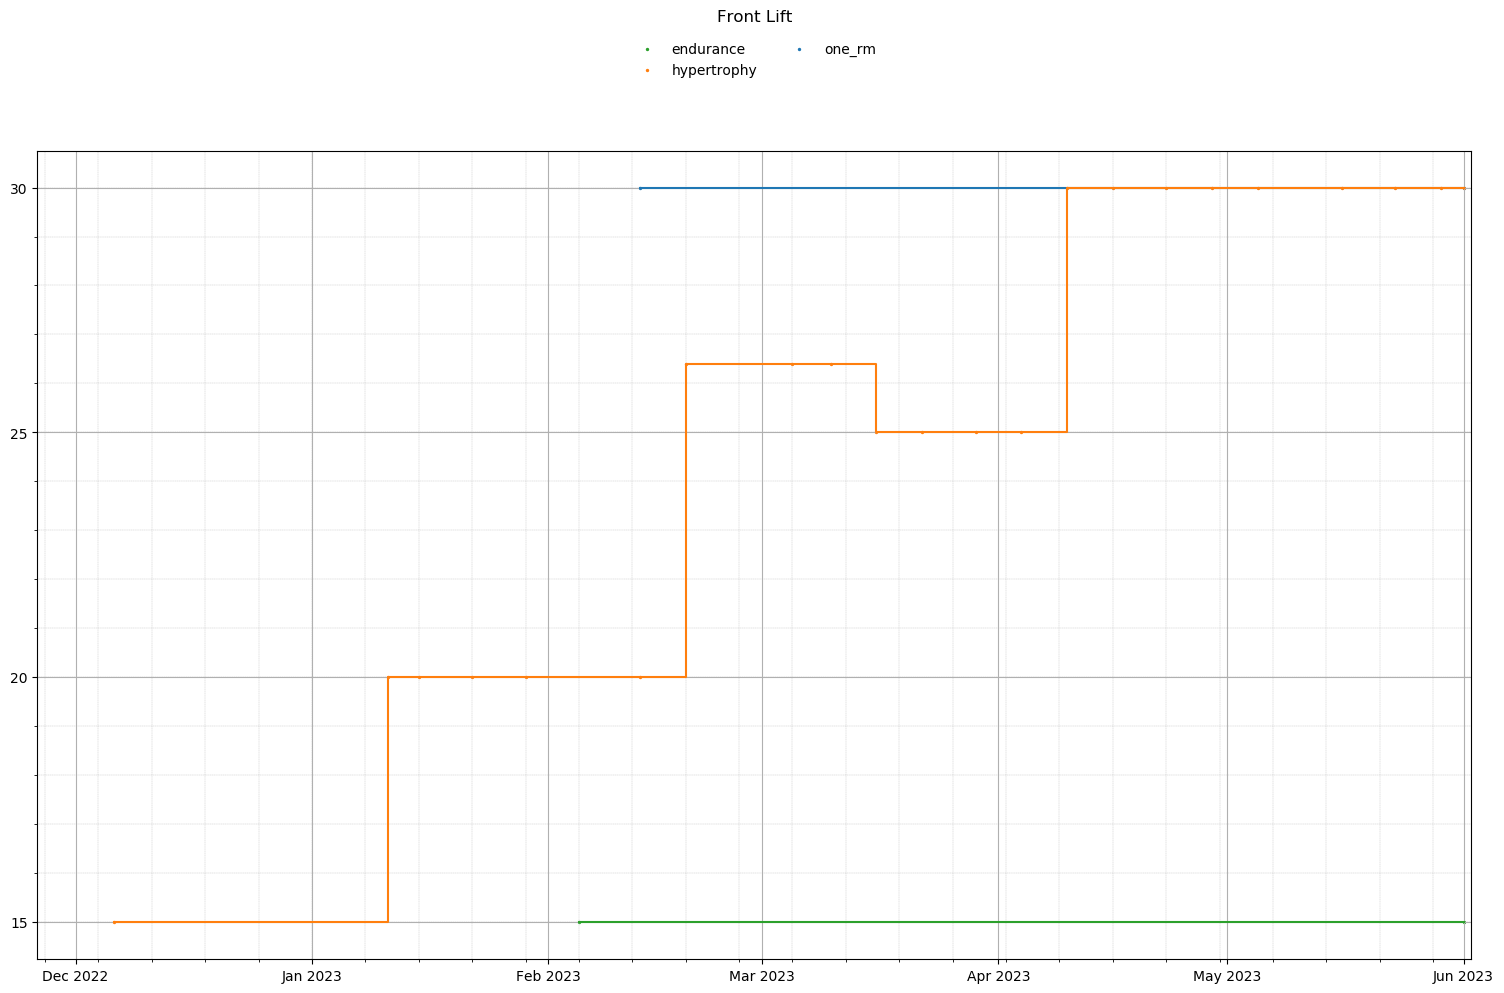 Front Lift
endurance
hypertrophy
one_rm
30
25
20
15
Dec 2022
Jan 2023
Feb 2023
Mar 2023
Apr 2023
May 2023
Jun 2023